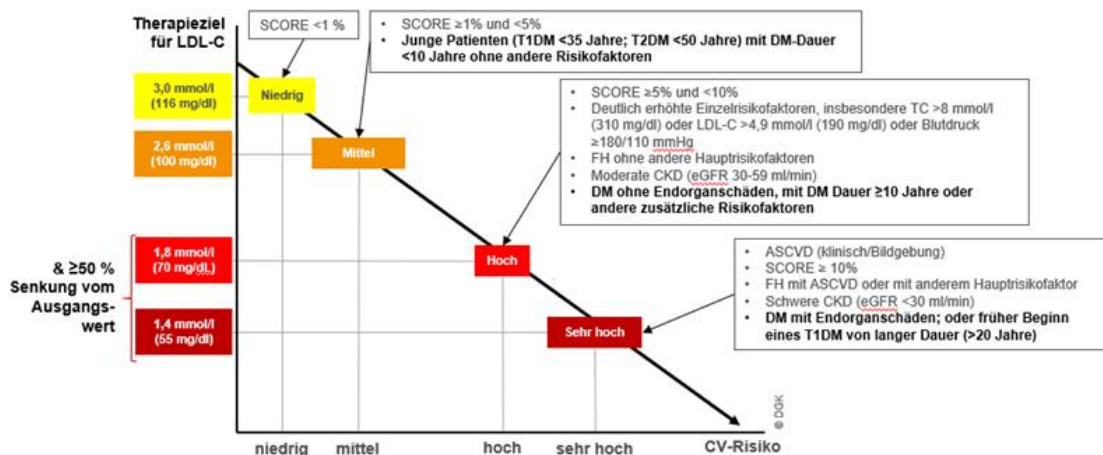 Therapieziel
für LDL-C
SCORE <1 %
• SCORE ≥1% und <5%
• Junge Patienten (T1DM <35 Jahre; T2DM <50 Jahre) mit DM-Dauer
<10 Jahre ohne andere Risikofaktoren
3,0 mmol/l
(116 mg/dl)
Niedrig
2,6 mmol/l
(100 mg/dl)
Mittel
• SCORE ≥5% und <10%
• Deutlich erhöhte Einzelrisikofaktoren, insbesondere TC >8 mmol/l
(310 mg/dl) oder LDL-C >4,9 mmol/l (190 mg/dl) oder Blutdruck
≥180/110 mmHg
• FH ohne andere Hauptrisikofaktoren
• Moderate CKD (eGFR 30-59 ml/min)
• DM ohne Endorganschäden, mit DM Dauer ≥10 Jahre oder
andere zusätzliche Risikofaktoren
& ≥50 %
Senkung vom
Ausgangs-
wert
1,8 mmol/l
(70 mg/dL)
Hoch
1,4 mmol/l
(55 mg/dl)
Sehr hoch
• ASCVD (klinisch/Bildgebung)
• SCORE ≥ 10%
• FH mit ASCVD oder mit anderem Hauptrisikofaktor
• Schwere CKD (eGFR <30 ml/min)
• DM mit Endorganschäden; oder früher Beginn
eines T1DM von langer Dauer (>20 Jahre)
© DGK
niedrig
mittel
hoch
sehr hoch
CV-Risiko